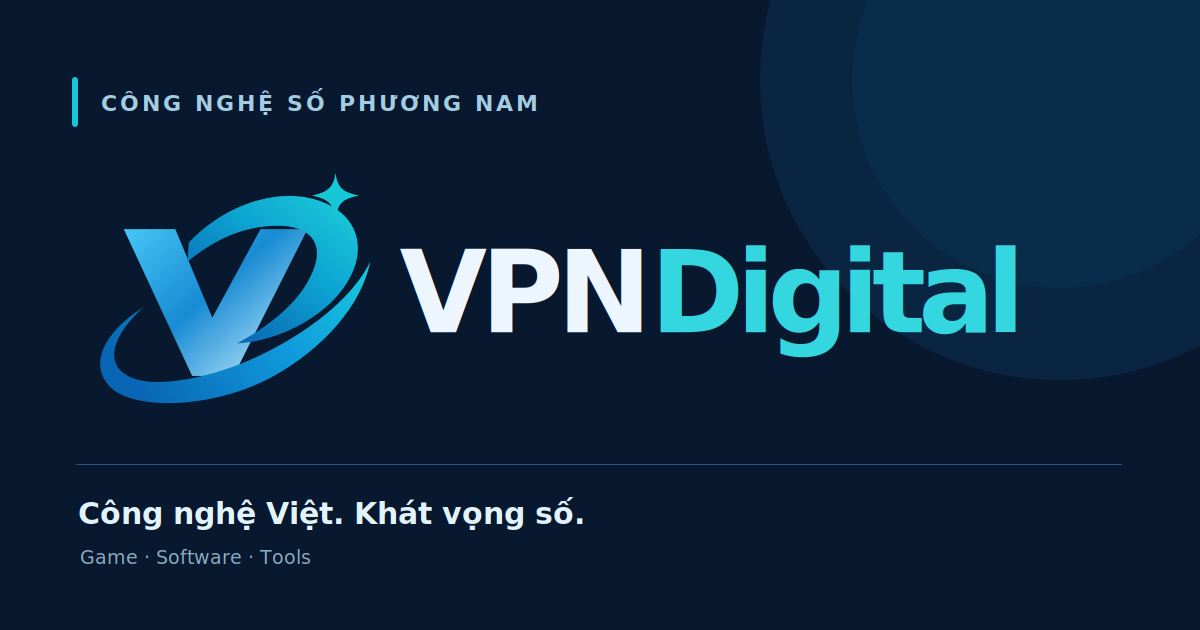 CÔNG NGHỆ SỐ PHƯƠNG NAM
VPNDigital
Công nghệ Việt. Khát vọng số.
Game · Software · Tools